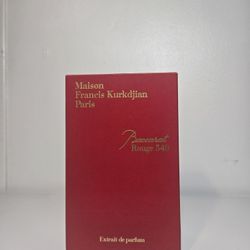 Maison
Francis Kurkdjian
Paris
Baccarat
Rouge 540
Extrait de parfum